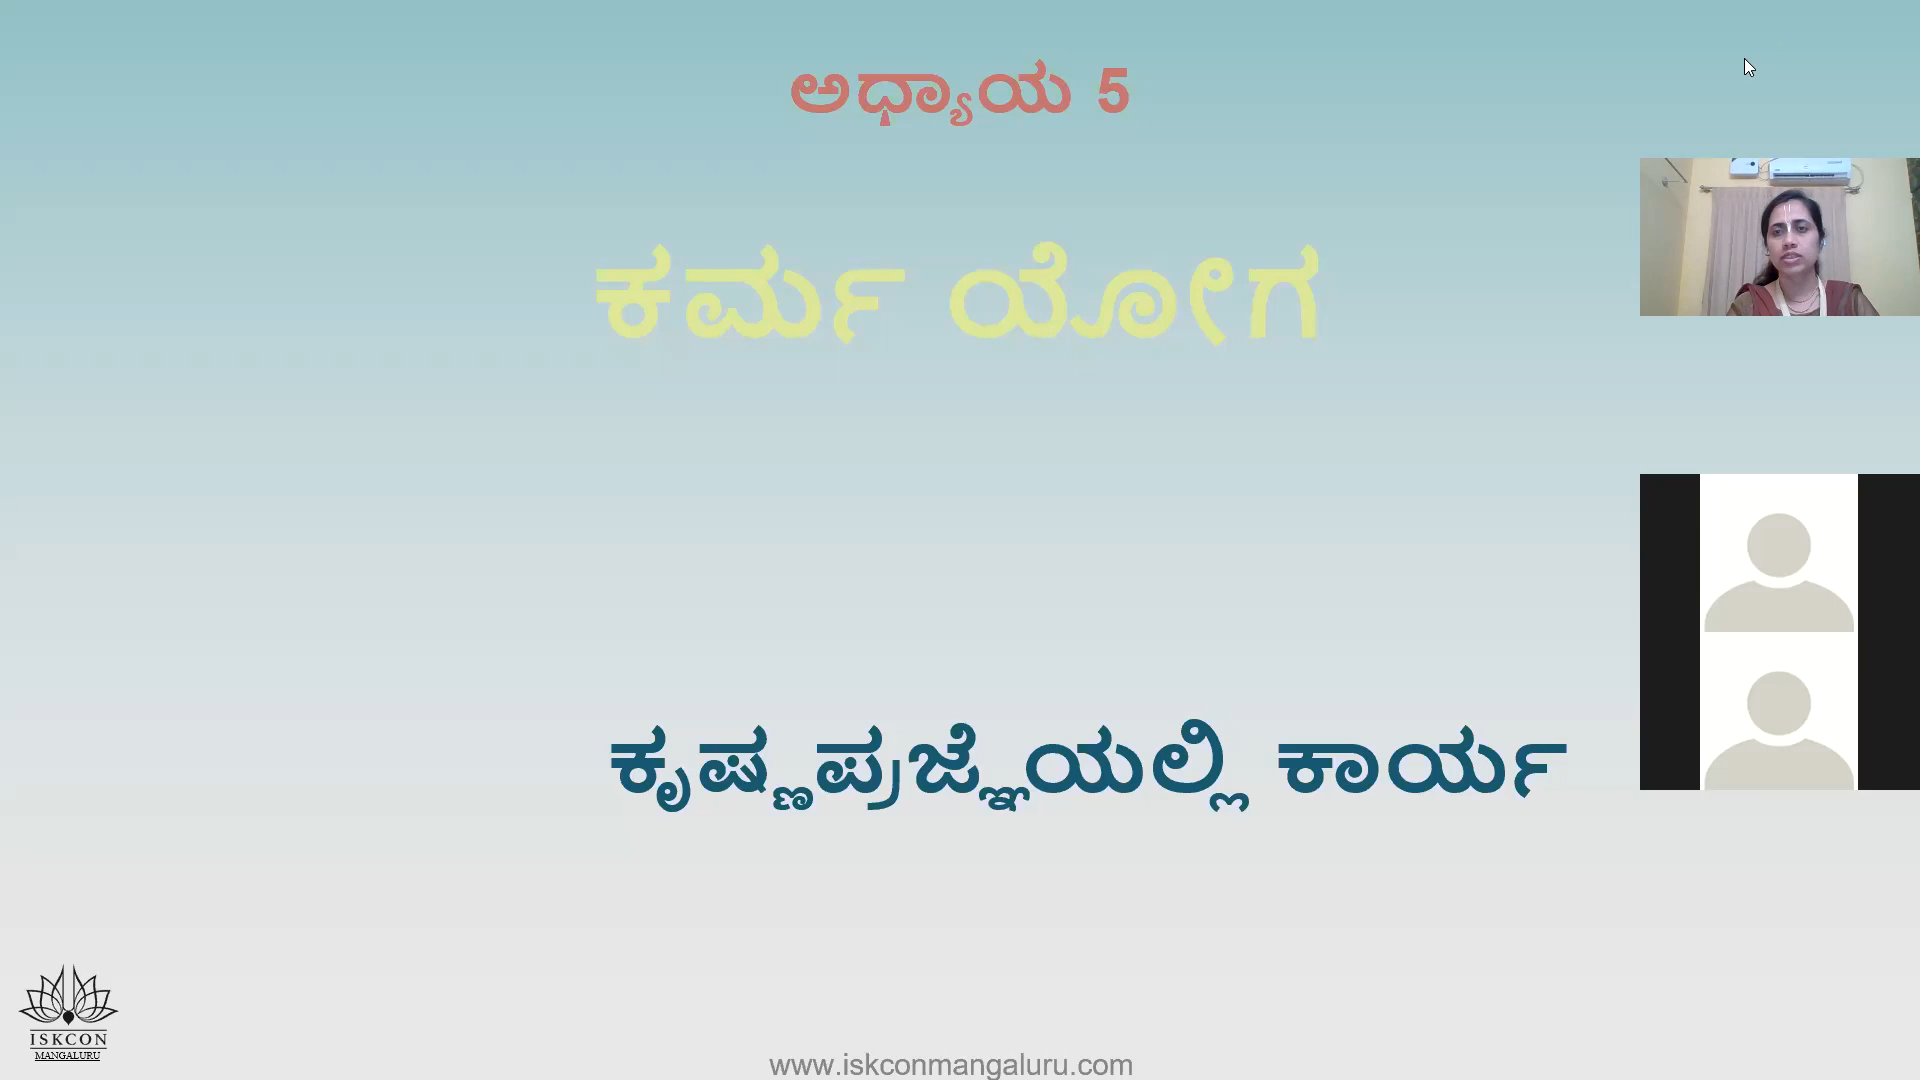 ಅಧ್ಯಾಯ 5
ಕರ್ಮ ಯೋಗ
ಕೃಷ್ಣಪ್ರಜ್ಞೆಯಲ್ಲಿ ಕಾರ್ಯ
ISKCON
MANGALURU
www.iskconmangaluru.com